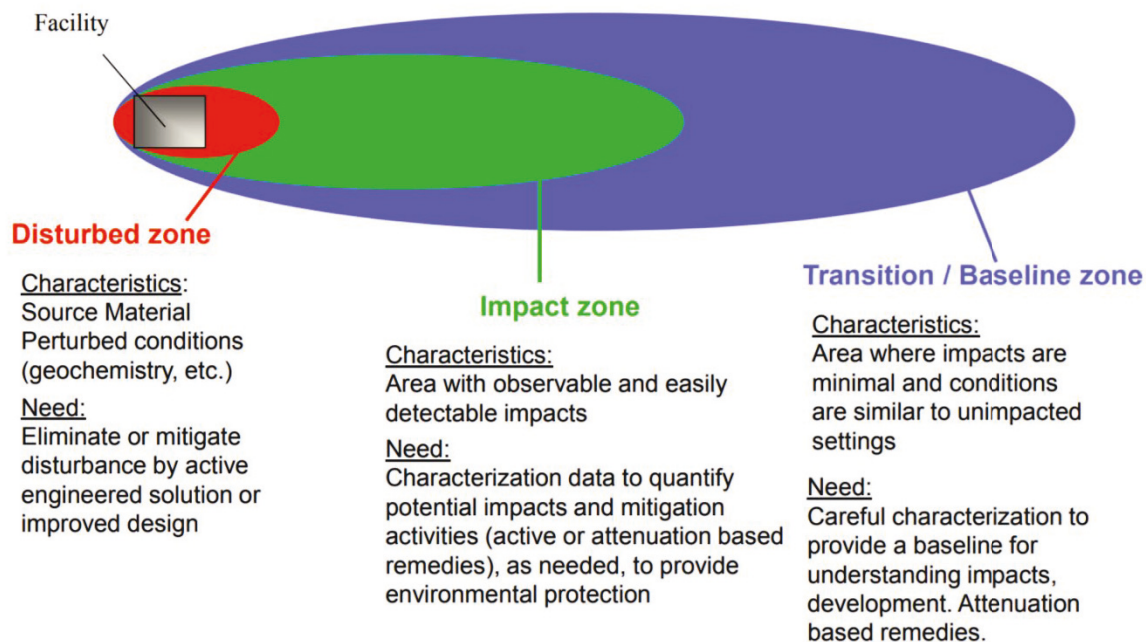 Facility
Disturbed zone
Characteristics:
Source Material
Perturbed conditions
(geochemistry, etc.)
Need:
Eliminate or mitigate
disturbance by active
engineered solution or
improved design
Impact zone
Characteristics:
Area with observable and easily
detectable impacts
Need:
Characterization data to quantify
potential impacts and mitigation
activities (active or attenuation based
remedies), as needed, to provide
environmental protection
Transition / Baseline zone
Characteristics:
Area where impacts are
minimal and conditions
are similar to unimpacted
settings
Need:
Careful characterization to
provide a baseline for
understanding impacts,
development. Attenuation
based remedies.